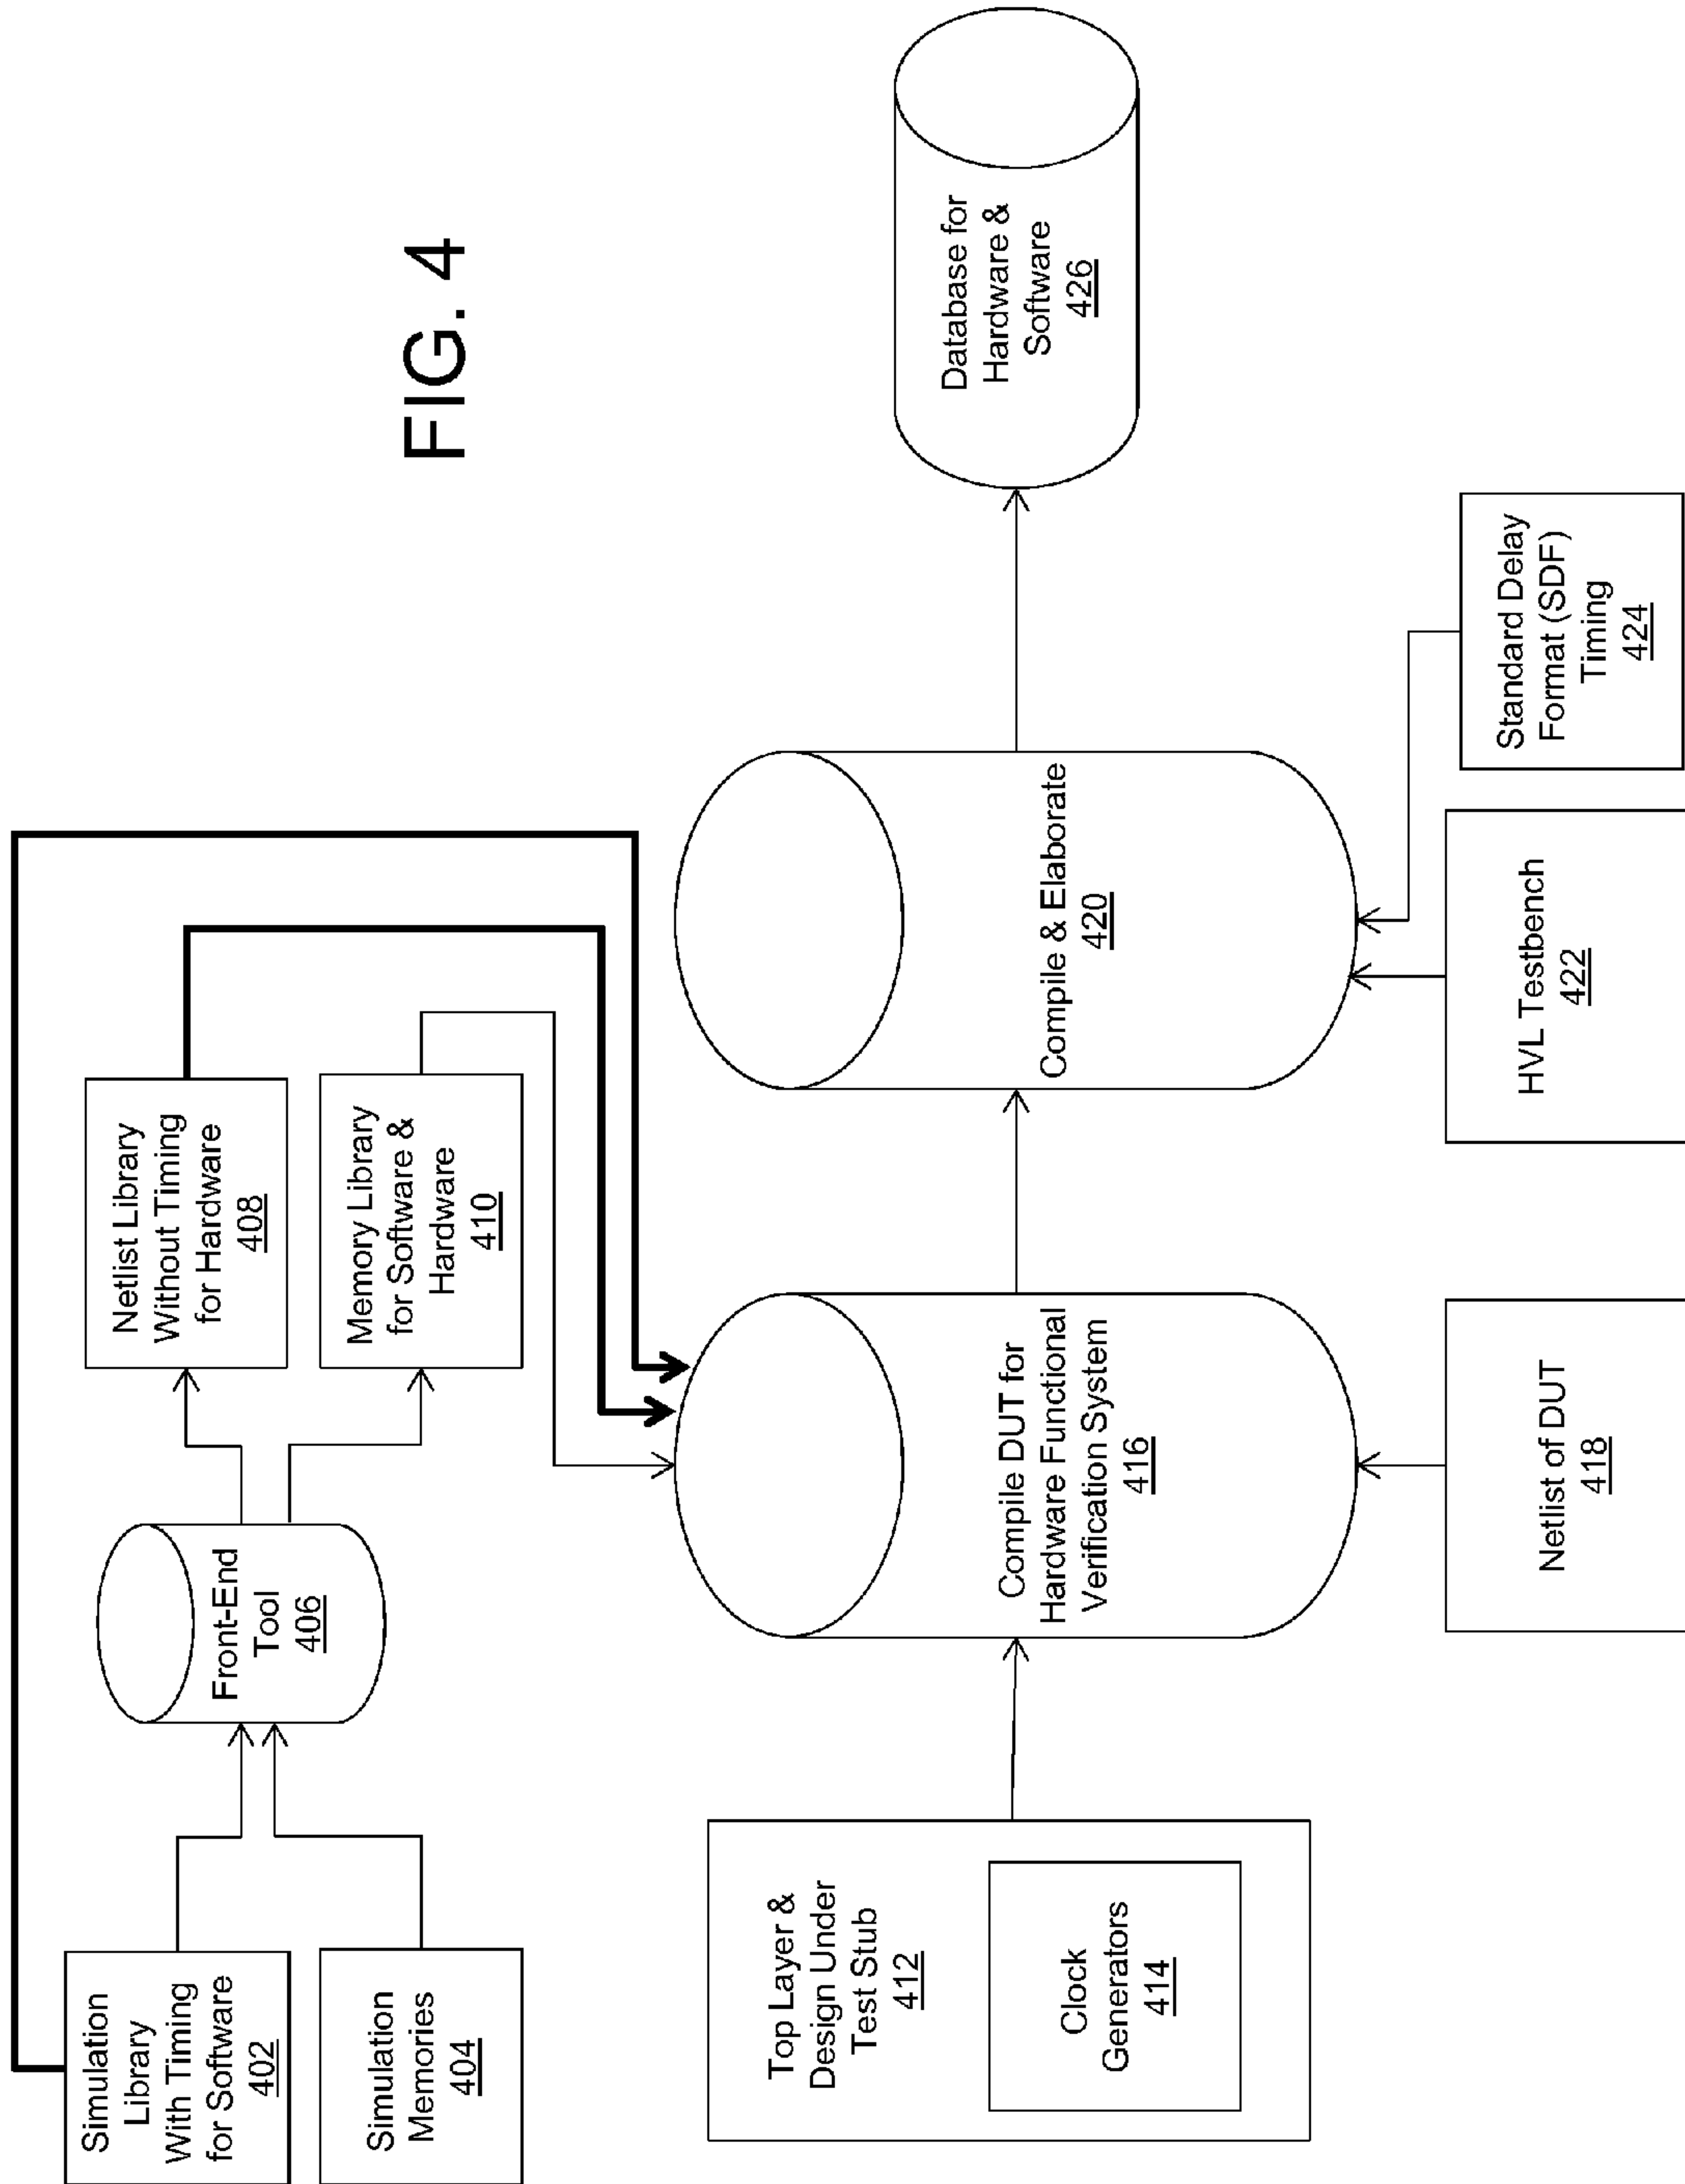 FIG. 4
Simulation
Library
With Timing
for Software
402
Simulation
Memories
404
Front-End
Tool
406
Netlist Library
Without Timing
for Hardware
408
Memory Library
for Software &
Hardware
410
Top Layer &
Design Under
Test Stub
412
Clock
Generators
414
Compile DUT for
Hardware Functional
Verification System
416
Netlist of DUT
418
Compile & Elaborate
420
HVL Testbench
422
Standard Delay
Format (SDF)
Timing
424
Database for
Hardware &
Software
426